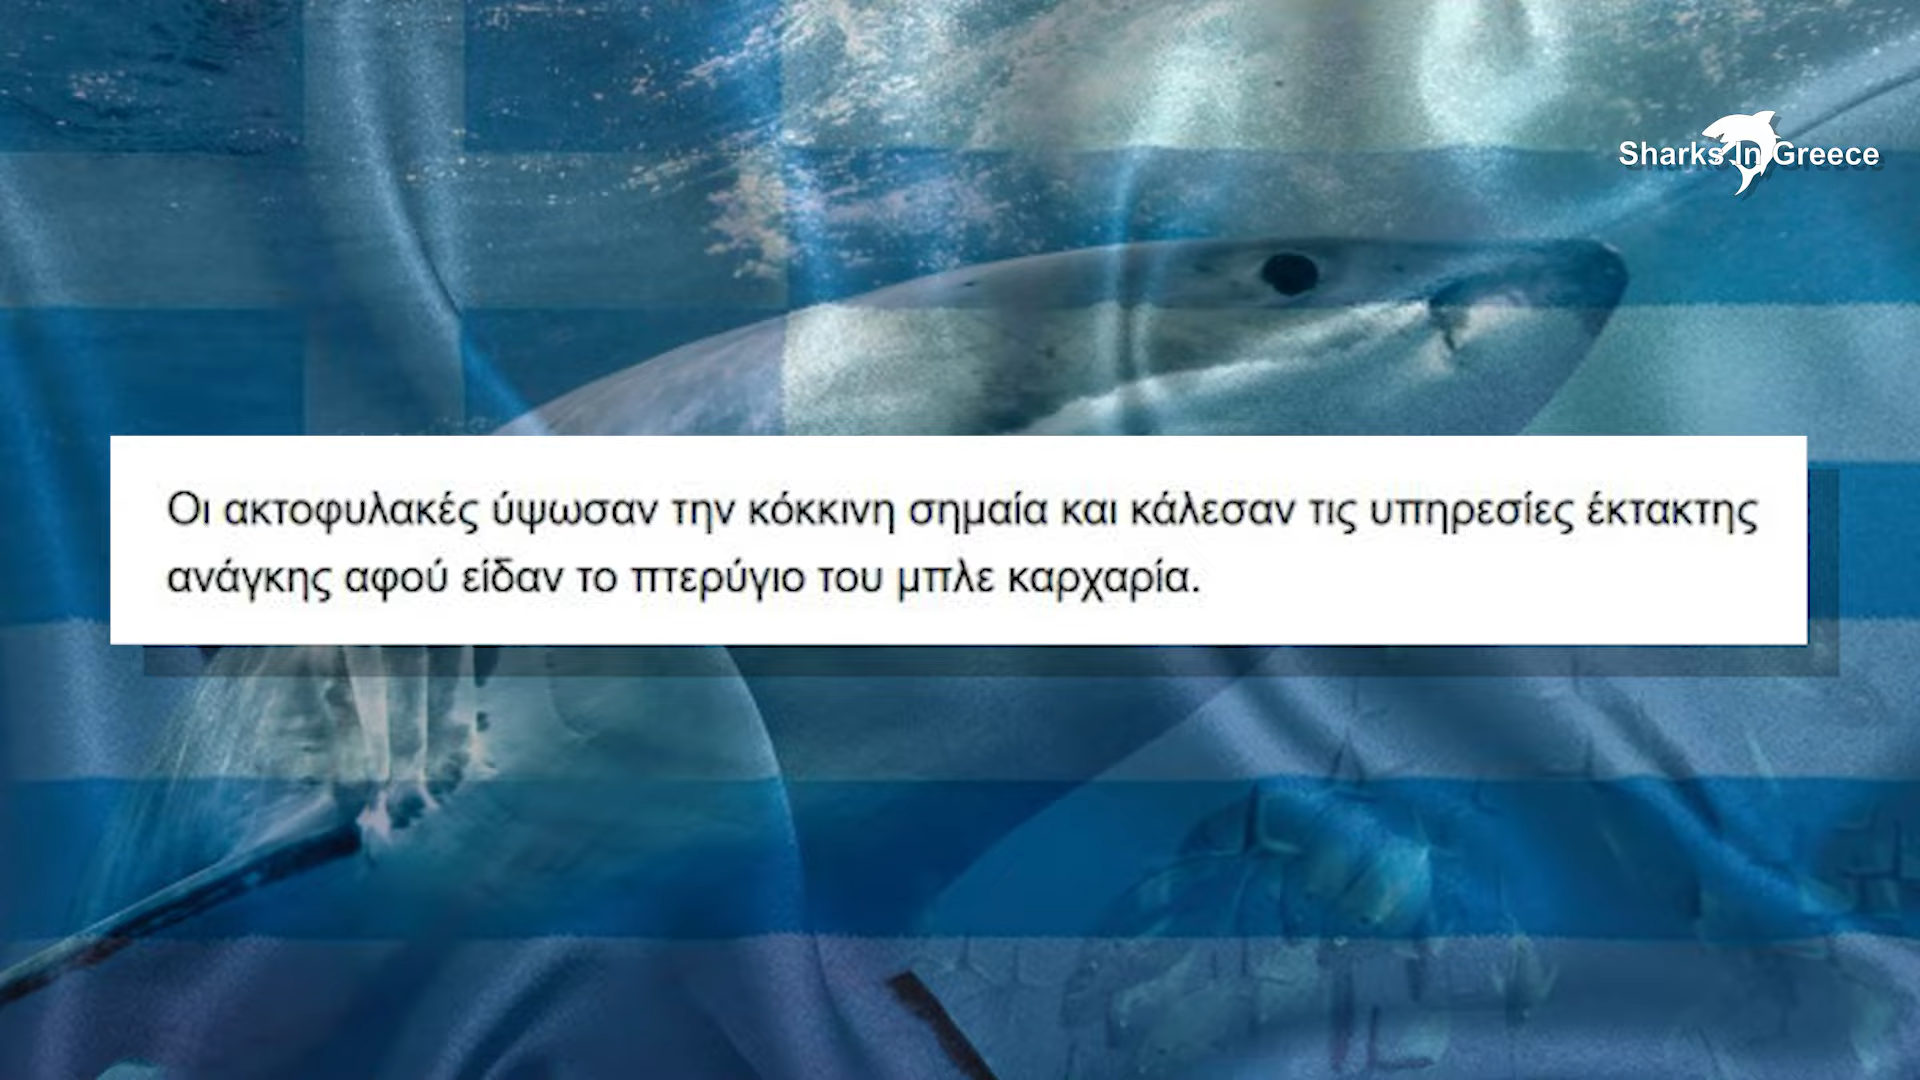 Sharks In Greece
Οι ακτοφυλακές ύψωσαν την κόκκινη σημαία και κάλεσαν τις υπηρεσίες έκτακτης
ανάγκης αφού είδαν το πτερύγιο του μπλε καρχαρία.